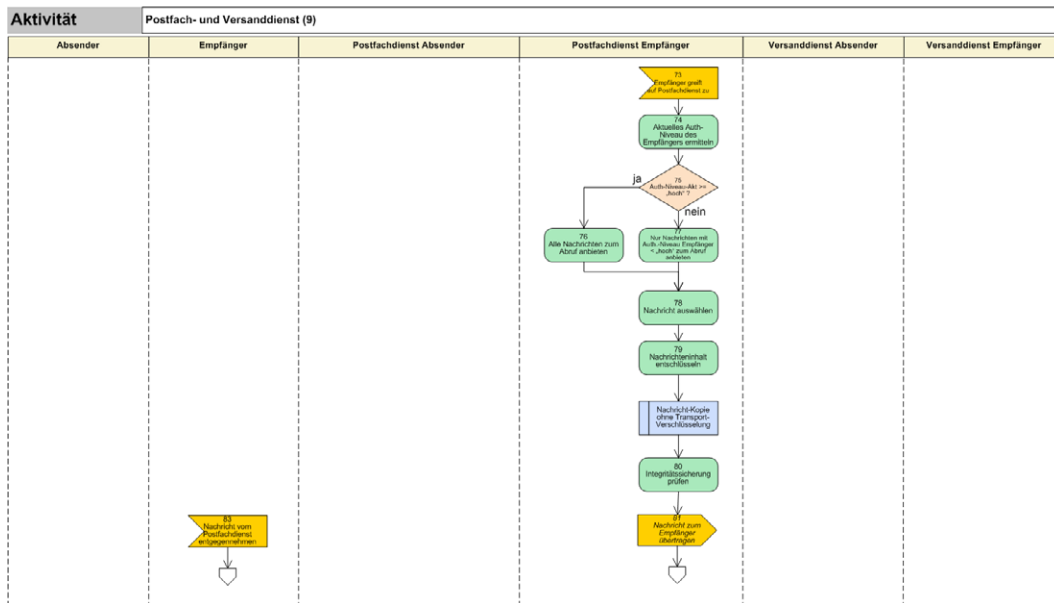 Aktivität
Postfach- und Versanddienst (9)
Absender
Empfänger
Postfachdienst Absender
Postfachdienst Empfänger
Versanddienst Absender
Versanddienst Empfänger
73
Empfänger greift
auf Postfachdienst zu
74
Aktuelles Auth-
Niveau des
Empfängers ermitteln
75
Auth-Niveau-Akt >=
„hoch“ ?
ja
nein
76
Alle Nachrichten zum
Abruf anbieten
77
Nur Nachrichten mit
Auth.-Niveau Empfänger
< „hoch“ zum Abruf
anbieten
78
Nachricht auswählen
79
Nachrichteninhalt
entschlüsseln
Nachricht-Kopie
ohne Transport-
Verschlüsselung
80
Integritätssicherung
prüfen
83
Nachricht vom
Postfachdienst
entgegennehmen
91
Nachricht zum
Empfänger
übertragen